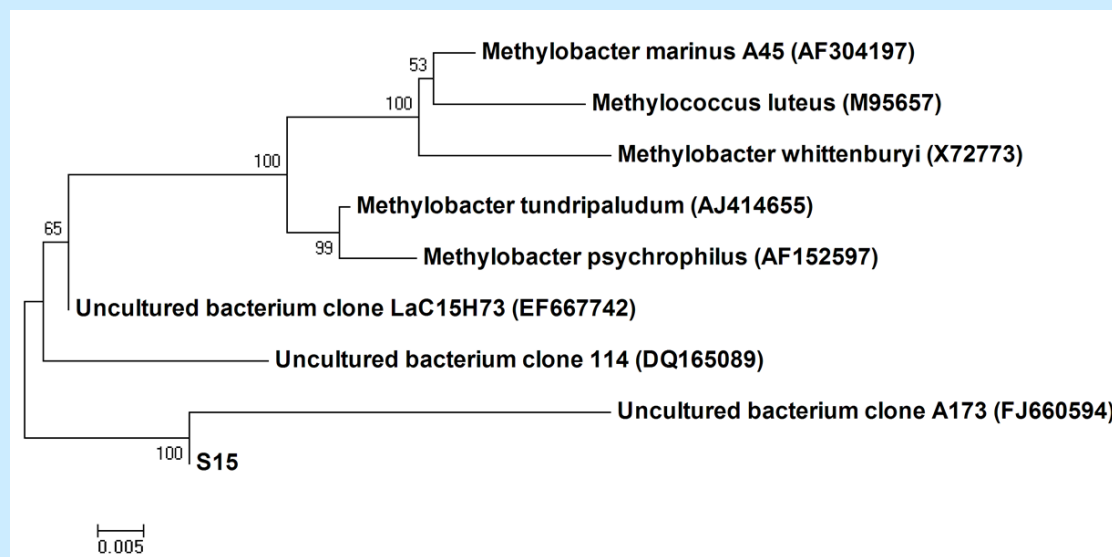 Methylobacter marinus A45 (AF304197)
53
Methylococcus luteus (M95657)
100
Methylobacter whittenburyi (X72773)
100
Methylobacter tundripaludum (AJ414655)
65
99
Methylobacter psychrophilus (AF152597)
Uncultured bacterium clone LaC15H73 (EF667742)
Uncultured bacterium clone 114 (DQ165089)
Uncultured bacterium clone A173 (FJ660594)
100
S15
0.005